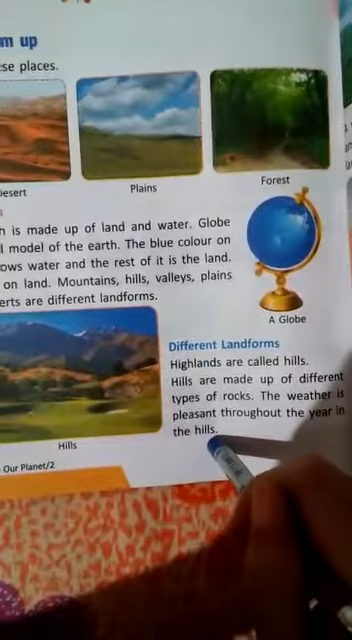 m up
se places.
Desert
Plains
Forest
h is made up of land and water. Globe
l model of the earth. The blue colour on
ows water and the rest of it is the land.
on land. Mountains, hills, valleys, plains
erts are different landforms.
A Globe
Different Landforms
Highlands are called hills.
Hills are made up of different
types of rocks. The weather is
pleasant throughout the year in
the hills.
Hills
Our Planet/2